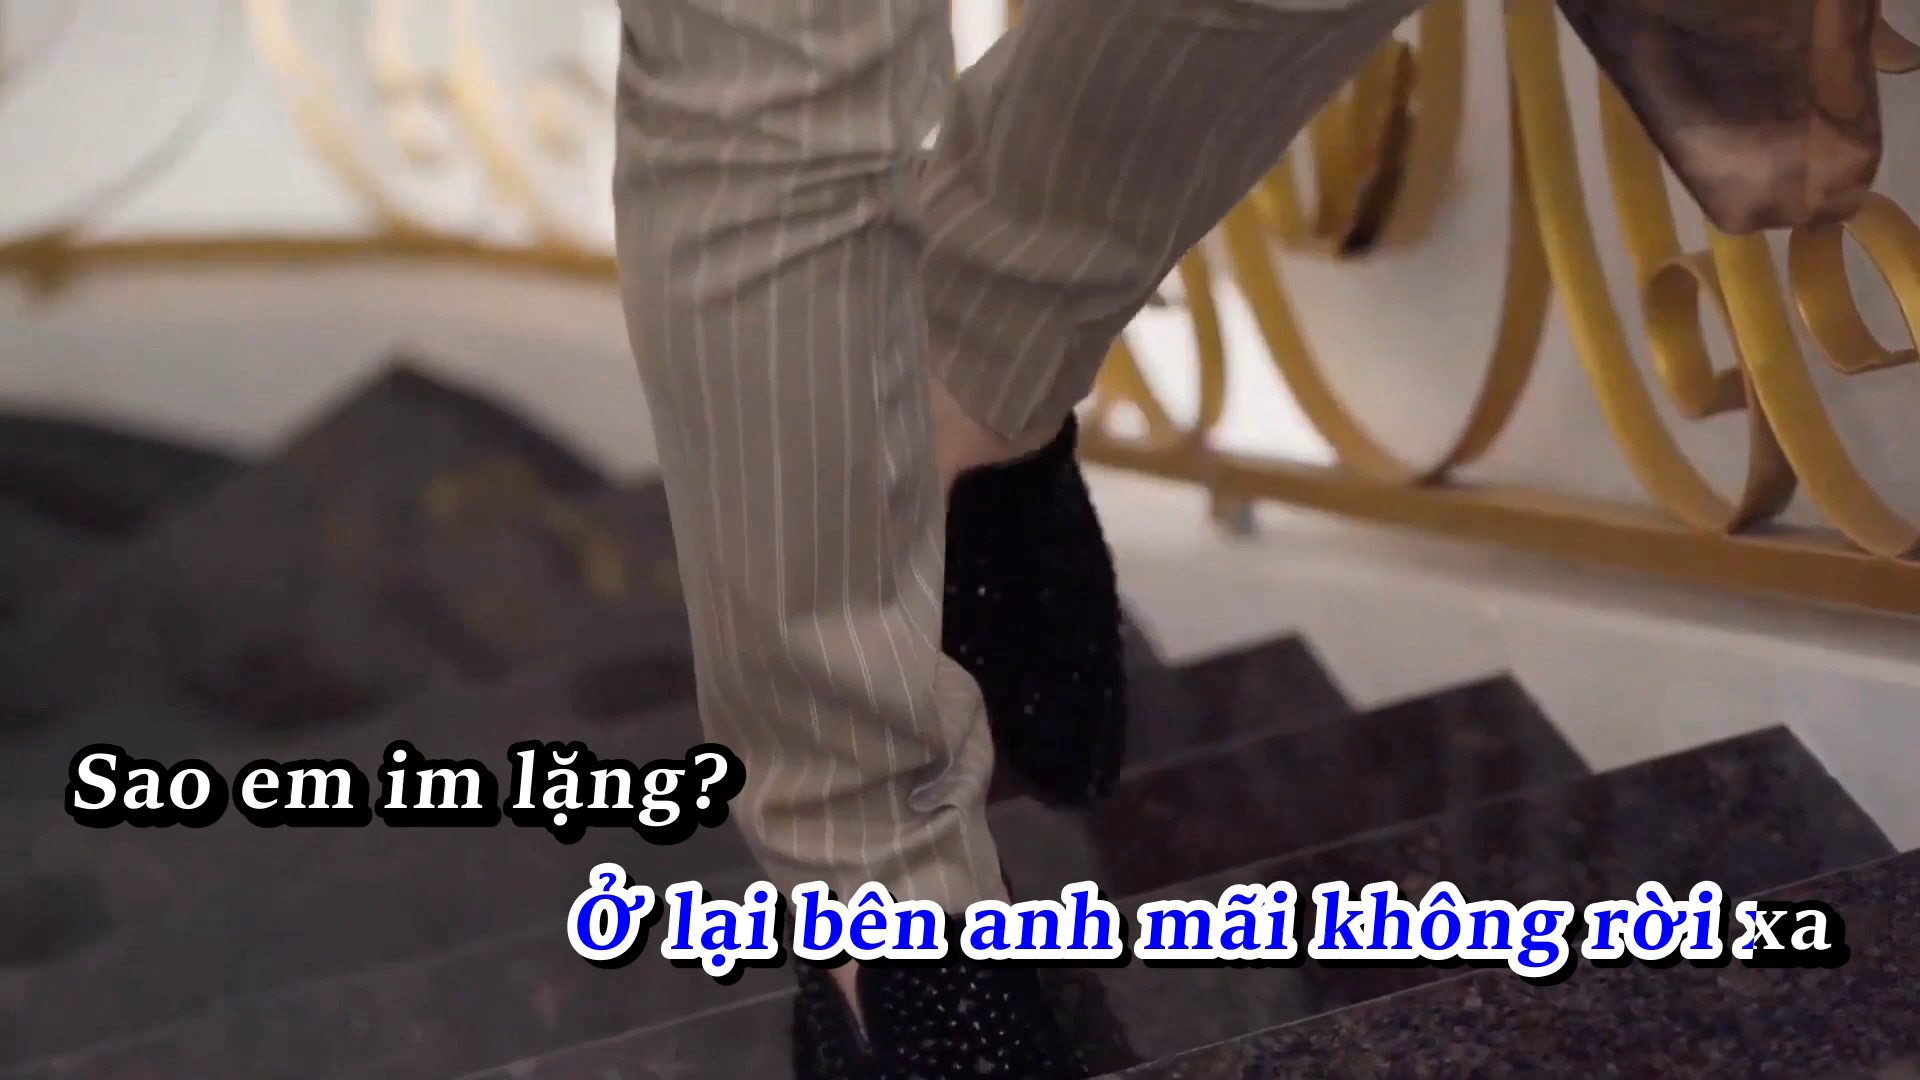 Sao em im lặng?
Ở lại bên anh mãi không rời xa